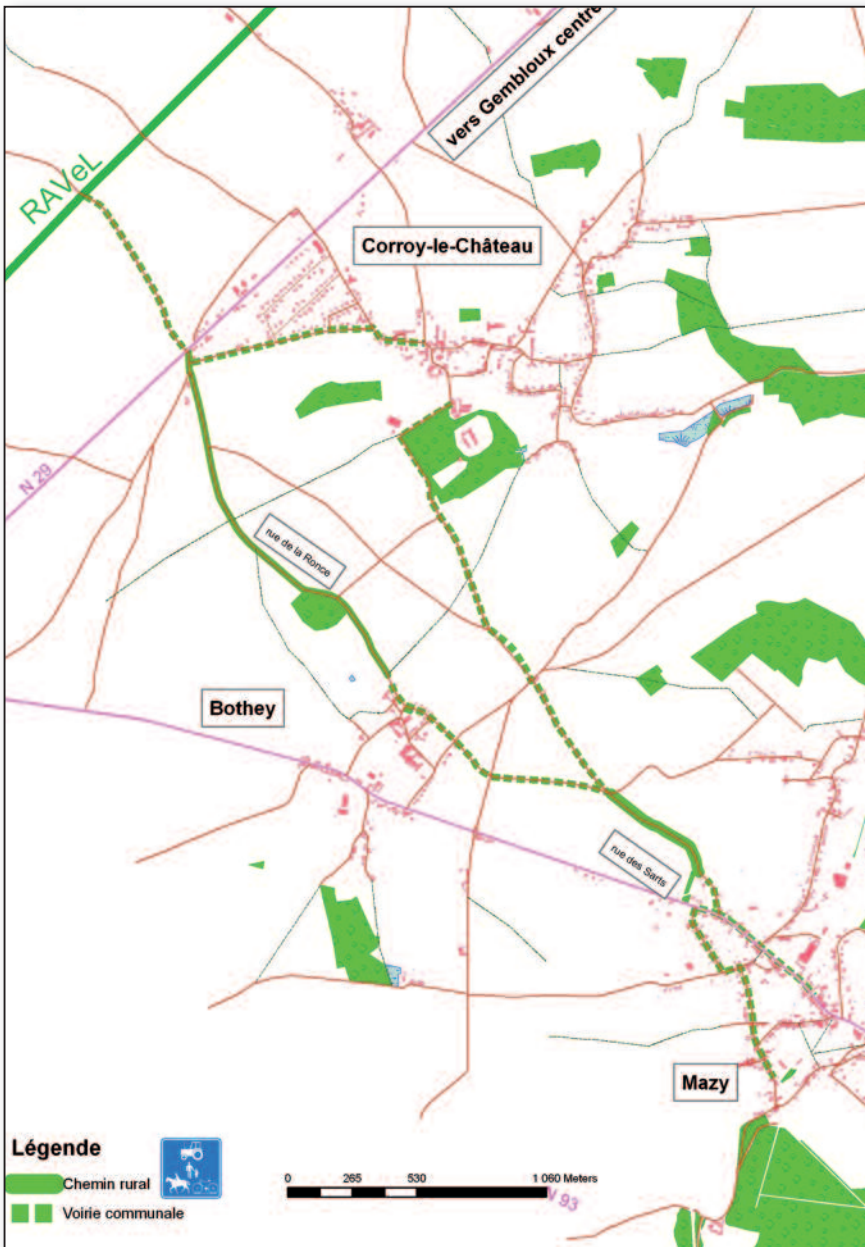 vers Gembloux centre
RAVeL
Corroy-le-Château
N 29
rue de la Ronce
Bothey
rue des Sarts
Mazy
Légende
Chemin rural
Voirie communale
0 265 530 1 060 Meters
N 93